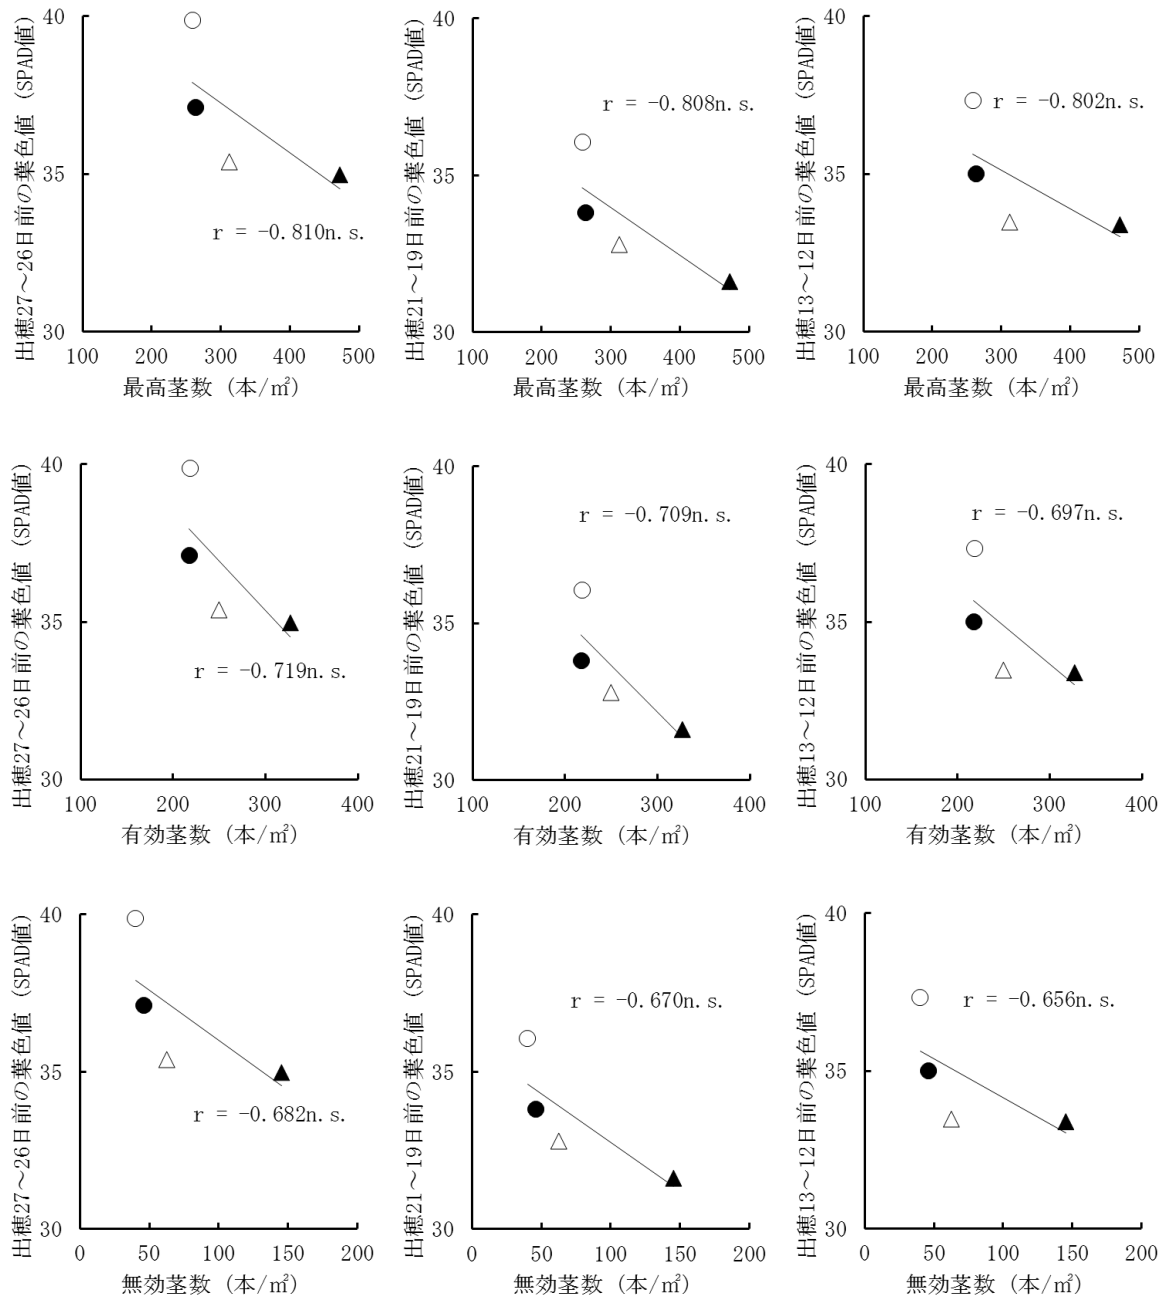 出穂27～26日前の葉色値（SPAD値）
40
35
30
r = -0.810n.s.
100 200 300 400 500
最高茎数（本/㎡）
出穂21～19日前の葉色値（SPAD値）
40
35
30
r = -0.808n.s.
100 200 300 400 500
最高茎数（本/㎡）
出穂13～12日前の葉色値（SPAD値）
40
35
30
r = -0.802n.s.
100 200 300 400 500
最高茎数（本/㎡）
出穂27～26日前の葉色値（SPAD値）
40
35
30
r = -0.719n.s.
100 200 300 400
有効茎数（本/㎡）
出穂21～19日前の葉色値（SPAD値）
40
35
30
r = -0.709n.s.
100 200 300 400
有効茎数（本/㎡）
出穂13～12日前の葉色値（SPAD値）
40
35
30
r = -0.697n.s.
100 200 300 400
有効茎数（本/㎡）
出穂27～26日前の葉色値（SPAD値）
40
35
30
r = -0.682n.s.
0 50 100 150 200
無効茎数（本/㎡）
出穂21～19日前の葉色値（SPAD値）
40
35
30
r = -0.670n.s.
0 50 100 150 200
無効茎数（本/㎡）
出穂13～12日前の葉色値（SPAD値）
40
35
30
r = -0.656n.s.
0 50 100 150 200
無効茎数（本/㎡）